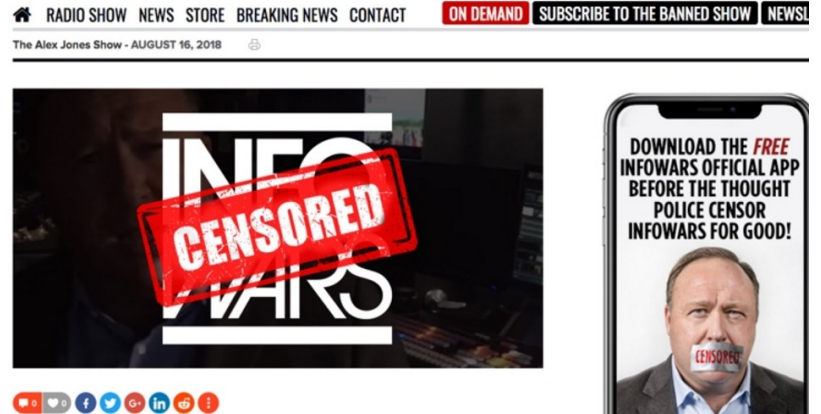 RADIO SHOW NEWS STORE BREAKING NEWS CONTACT ON DEMAND SUBSCRIBE TO THE BANNED SHOW NEWSL
The Alex Jones Show - AUGUST 16, 2018
INFO
CENSORED
WARS
DOWNLOAD THE FREE
INFOWARS OFFICIAL APP
BEFORE THE THOUGHT
POLICE CENSOR
INFOWARS FOR GOOD!
CENSORED
0 0 G+ in